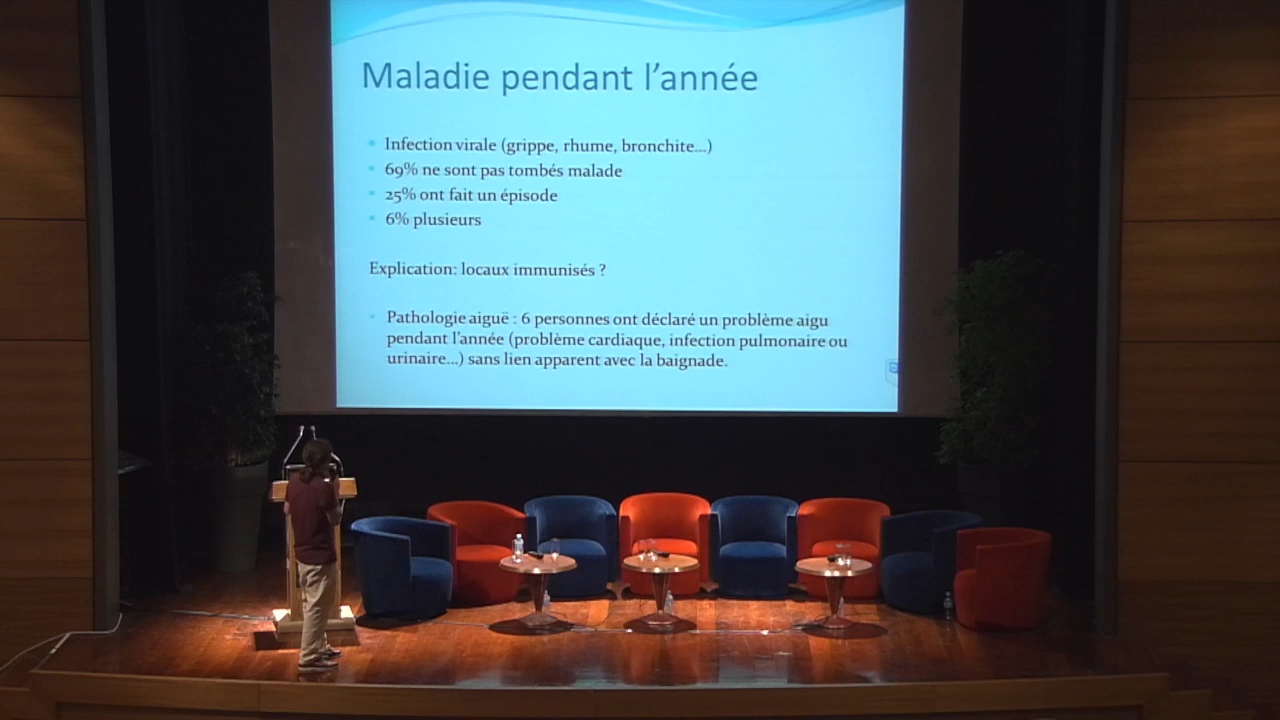 Maladie pendant l’année
Infection virale (grippe, rhume, bronchite…)
69% ne sont pas tombés malade
25% ont fait un épisode
6% plusieurs
Explication: locaux immunisés ?
Pathologie aiguë : 6 personnes ont déclaré un problème aigu
pendant l’année (problème cardiaque, infection pulmonaire ou
urinaire…) sans lien apparent avec la baignade.